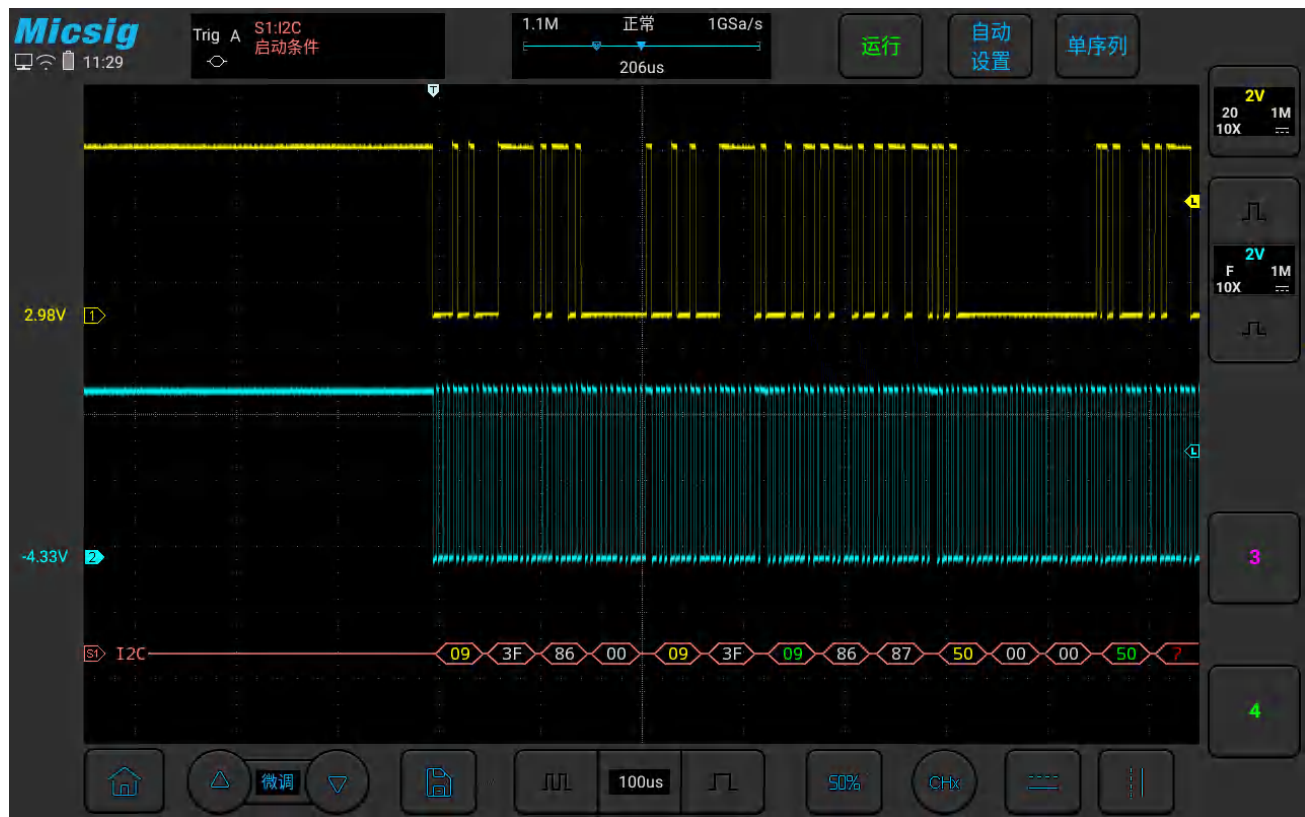 Micsig
11:29
Trig A S1:I2C
启动条件
1.1M 正常 1GSa/s
206us
运行
自动
设置
单序列
T
2V
20 1M
10X
L
2V
F 1M
10X
2.98V 1
L
-4.33V 2
3
S1 I2C 09 3F 86 00 09 3F 09 86 87 50 00 00 50 ?
4
微调
100us
50%
CHx